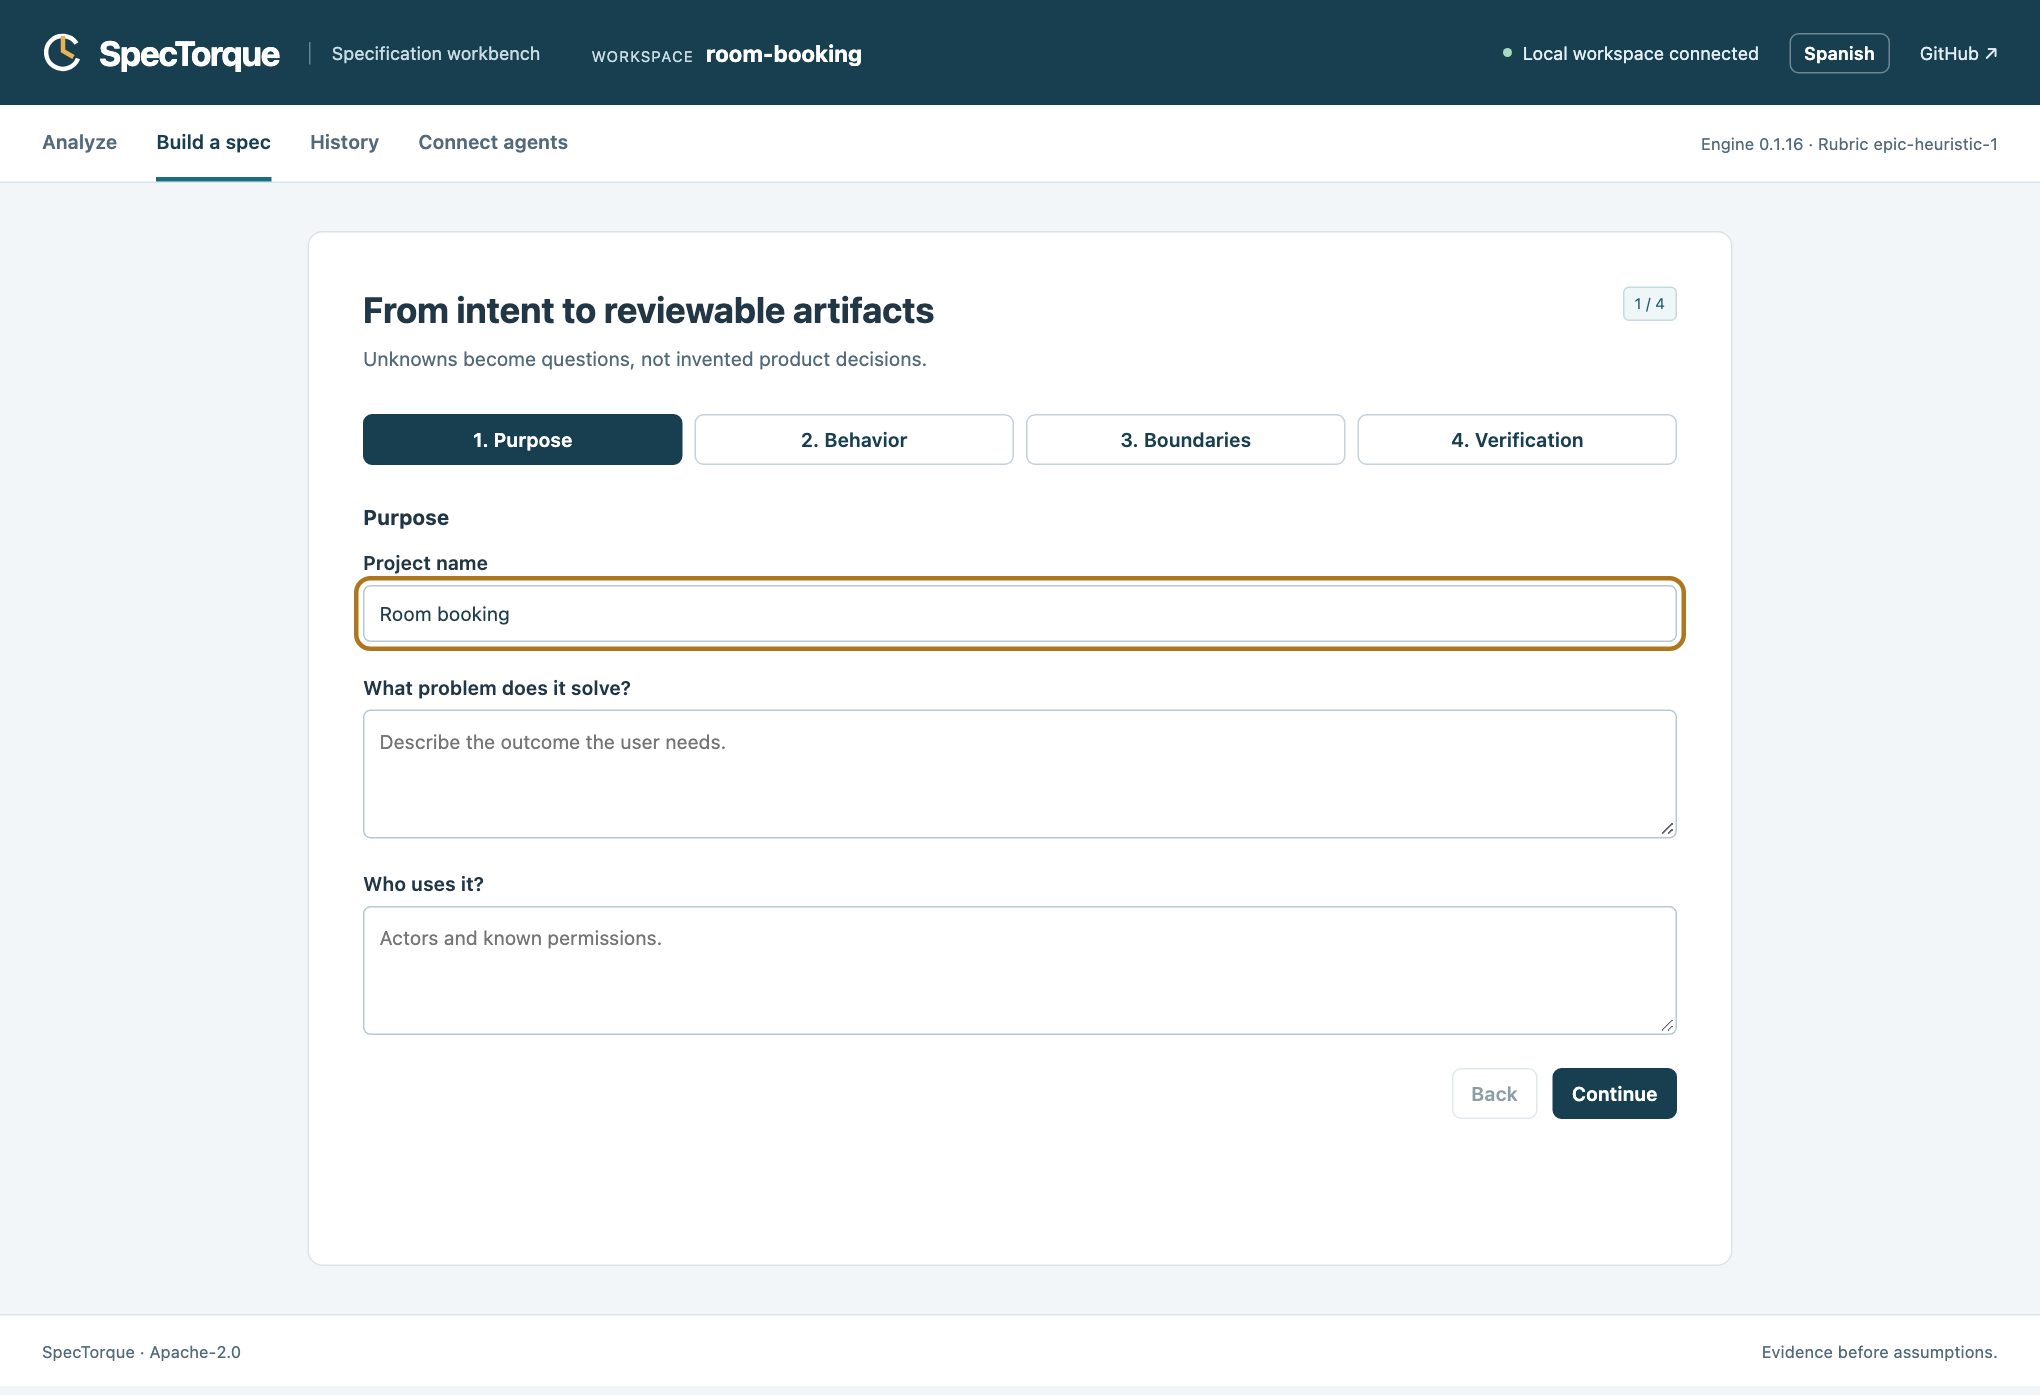 SpecTorque
Specification workbench
WORKSPACE room-booking
Local workspace connected
Spanish
GitHub ↗
Analyze
Build a spec
History
Connect agents
Engine 0.1.16 · Rubric epic-heuristic-1
From intent to reviewable artifacts
1 / 4
Unknowns become questions, not invented product decisions.
1. Purpose
2. Behavior
3. Boundaries
4. Verification
Purpose
Project name
Room booking
What problem does it solve?
Describe the outcome the user needs.
Who uses it?
Actors and known permissions.
Back
Continue
SpecTorque · Apache-2.0
Evidence before assumptions.